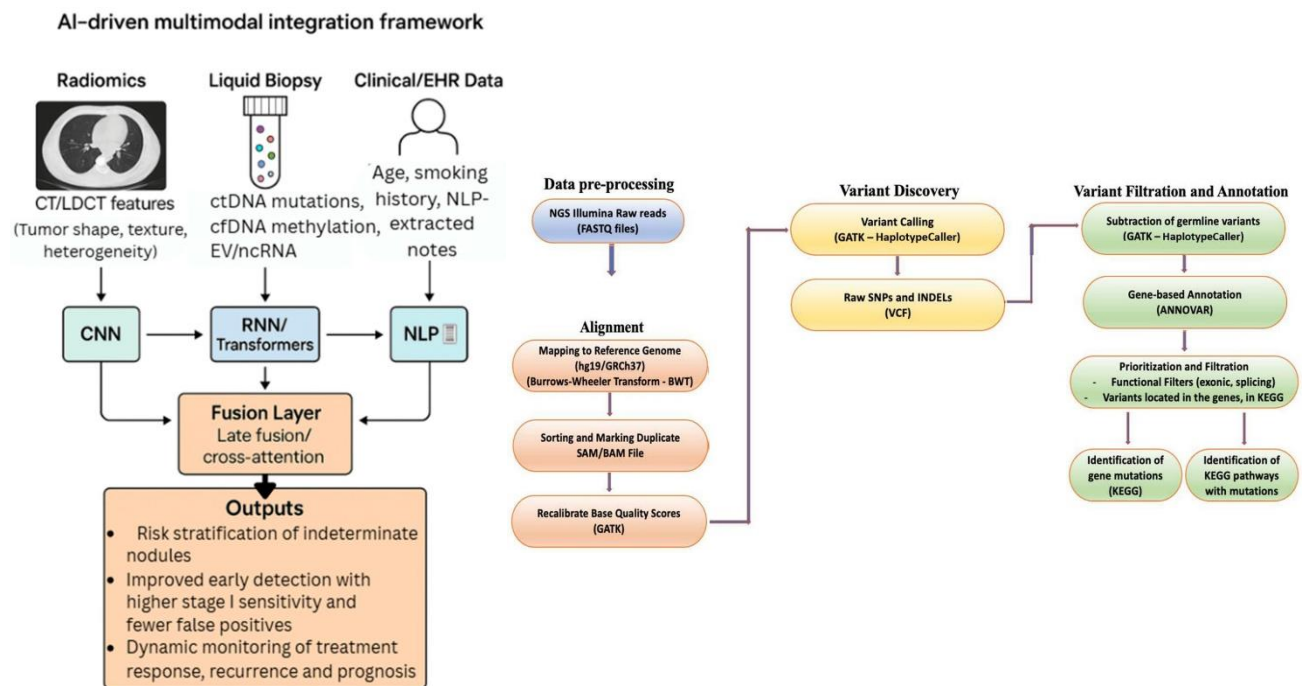 AI-driven multimodal integration framework
Radiomics
CT/LDCT features
(Tumor shape, texture,
heterogeneity)
CNN
Liquid Biopsy
ctDNA mutations,
cfDNA methylation,
EV/ncRNA
RNN/
Transformers
Clinical/EHR Data
Age, smoking
history, NLP-
extracted
notes
NLP
Fusion Layer
Late fusion/
cross-attention
Outputs
• Risk stratification of indeterminate
nodules
• Improved early detection with
higher stage I sensitivity and
fewer false positives
• Dynamic monitoring of treatment
response, recurrence and prognosis
Data pre-processing
NGS Illumina Raw reads
(FASTQ files)
Alignment
Mapping to Reference Genome
(hg19/GRCh37)
(Burrows-Wheeler Transform - BWT)
Sorting and Marking Duplicate
SAM/BAM File
Recalibrate Base Quality Scores
(GATK)
Variant Discovery
Variant Calling
(GATK – HaplotypeCaller)
Raw SNPs and INDELs
(VCF)
Variant Filtration and Annotation
Subtraction of germline variants
(GATK – HaplotypeCaller)
Gene-based Annotation
(ANNOVAR)
Prioritization and Filtration
- Functional Filters (exonic, splicing)
- Variants located in the genes, in KEGG
Identification of
gene mutations
(KEGG)
Identification of
KEGG pathways
with mutations